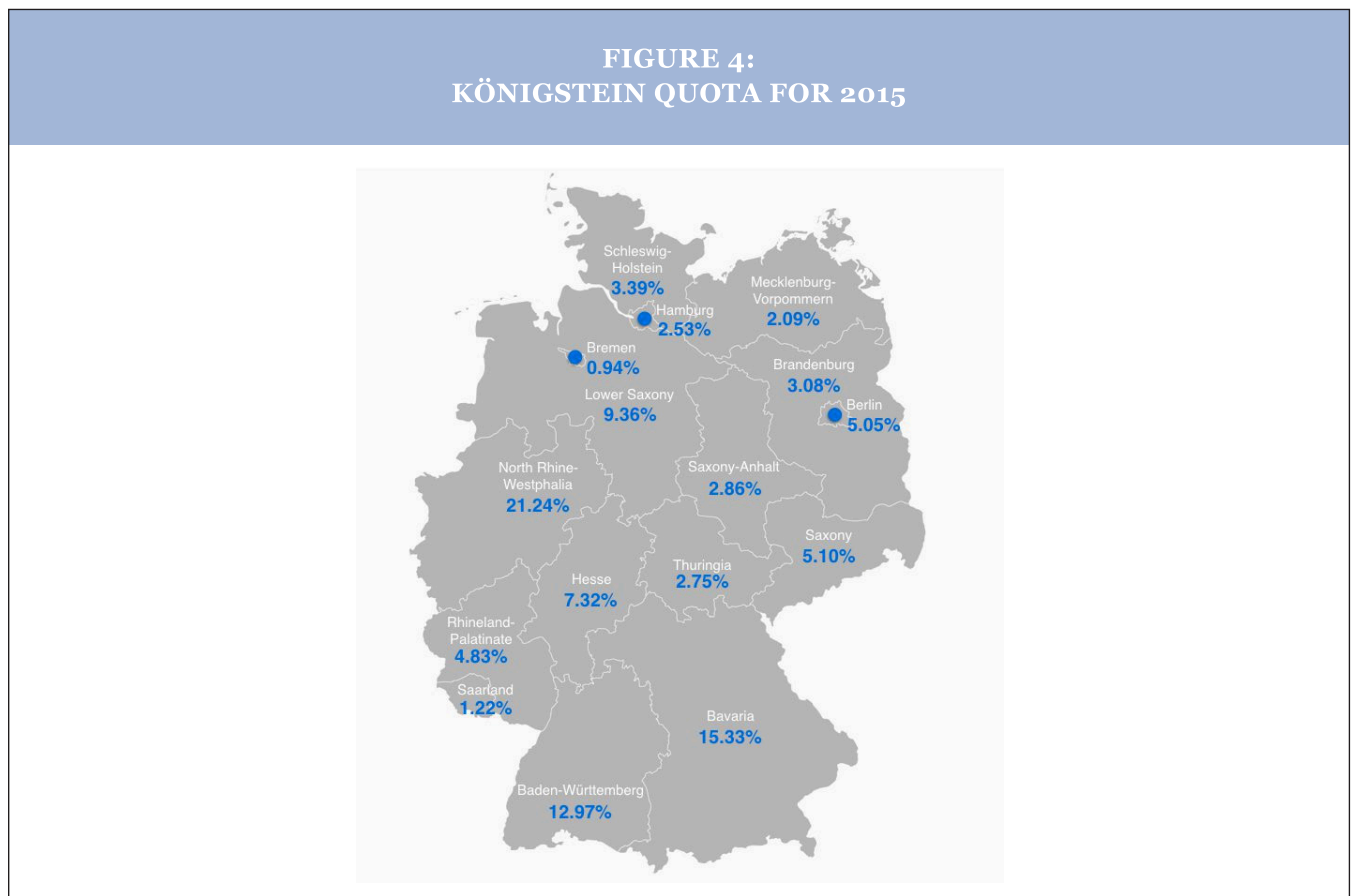 FIGURE 4:
KÖNIGSTEIN QUOTA FOR 2015
Schleswig-
Holstein
3.39%
Mecklenburg-
Vorpommern
2.09%
Hamburg
2.53%
Bremen
0.94%
Brandenburg
3.08%
Lower Saxony
9.36%
Berlin
5.05%
North Rhine-
Westphalia
21.24%
Saxony-Anhalt
2.86%
Saxony
5.10%
Thuringia
2.75%
Hesse
7.32%
Rhineland-
Palatinate
4.83%
Saarland
1.22%
Bavaria
15.33%
Baden-Württemberg
12.97%